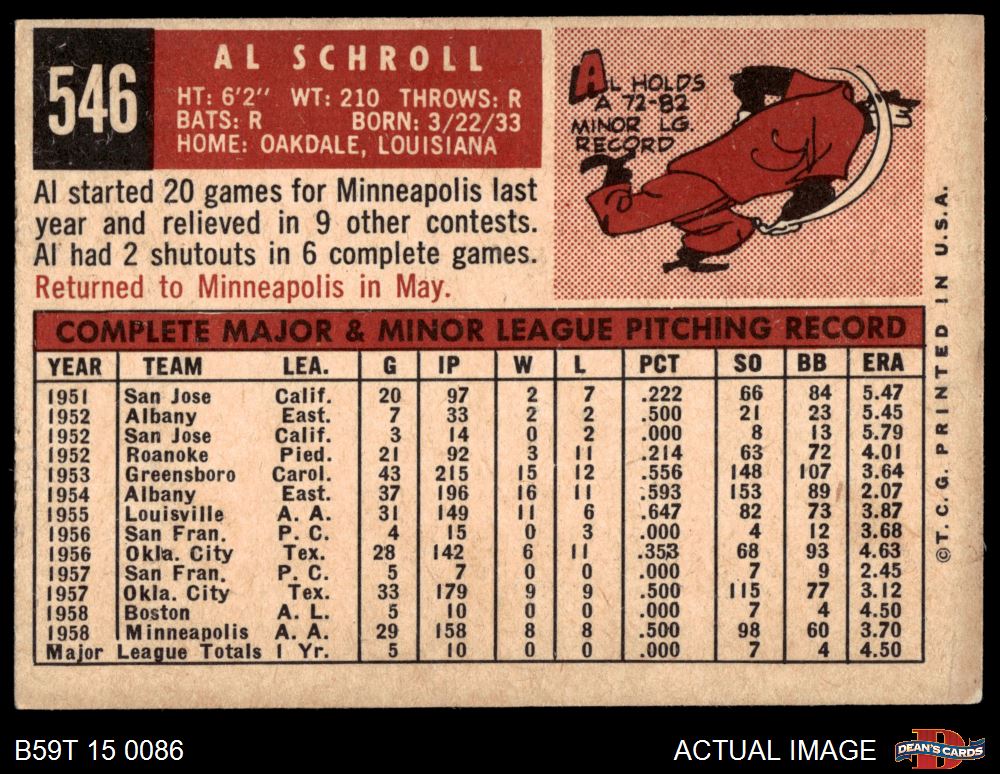 546
AL SCHROLL
HT: 6'2" WT: 210 THROWS: R
BATS: R BORN: 3/22/33
HOME: OAKDALE, LOUISIANA
AL HOLDS
A 72-82
MINOR LG.
RECORD
Al started 20 games for Minneapolis last
year and relieved in 9 other contests.
Al had 2 shutouts in 6 complete games.
Returned to Minneapolis in May.
COMPLETE MAJOR & MINOR LEAGUE PITCHING RECORD
YEAR TEAM LEA. G IP W L PCT SO BB ERA
1951 San Jose Calif. 20 97 2 7 .222 66 84 5.47
1952 Albany East. 7 33 2 2 .500 21 23 5.45
1952 San Jose Calif. 3 14 0 2 .000 8 13 5.79
1952 Roanoke Pied. 21 92 3 11 .214 63 72 4.01
1953 Greensboro Carol. 43 215 15 12 .556 148 107 3.64
1954 Albany East. 37 196 16 11 .593 153 89 2.07
1955 Louisville A. A. 31 149 11 6 .647 82 73 3.87
1956 San Fran. P. C. 4 15 0 3 .000 4 12 3.68
1956 Okla. City Tex. 28 142 6 11 .353 68 93 4.63
1957 San Fran. P. C. 5 7 0 0 .000 7 9 2.45
1957 Okla. City Tex. 33 179 9 9 .500 115 77 3.12
1958 Boston A. L. 5 10 0 0 .000 7 4 4.50
1958 Minneapolis A. A. 29 158 8 8 .500 98 60 3.70
Major League Totals 1 Yr. 5 10 0 0 .000 7 4 4.50
©T. C. G. PRINTED IN U.S.A.
B59T 15 0086
ACTUAL IMAGE
DEAN'S CARDS